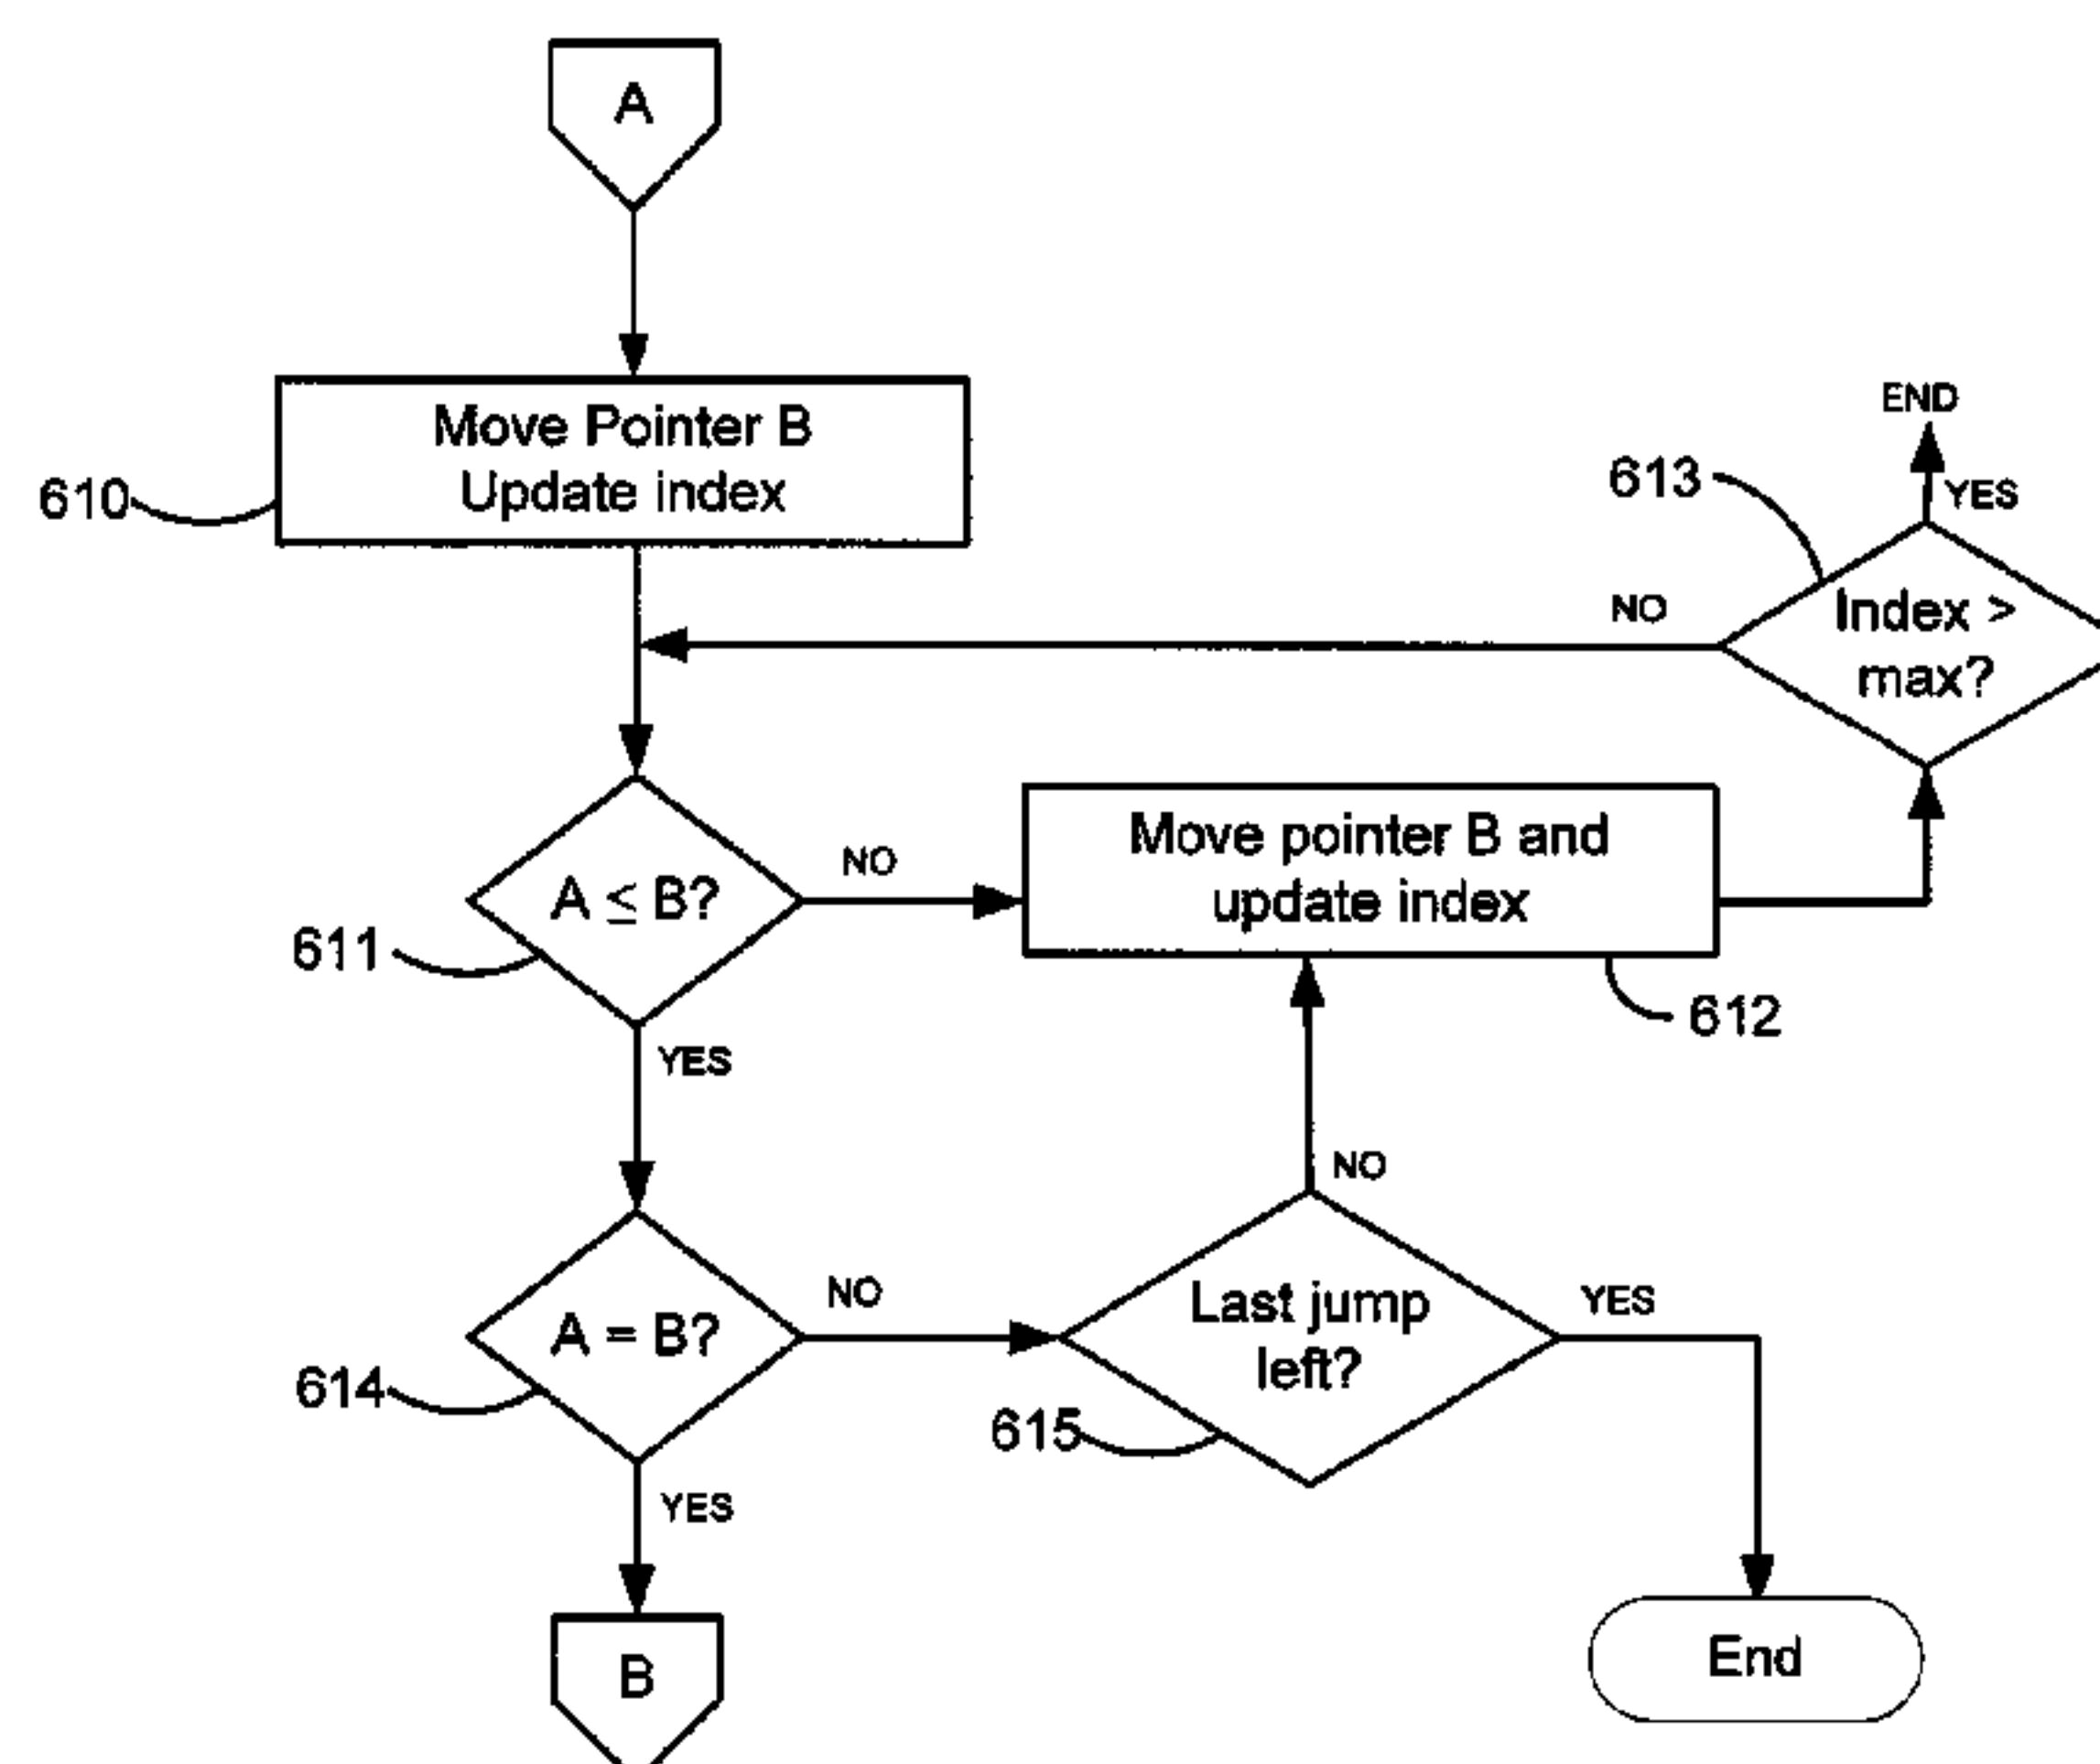 A
Move Pointer B
Update index
610
END
613
YES
NO
Index >
max?
A ≤ B?
NO
Move pointer B and
update index
611
612
YES
NO
A = B?
NO
Last jump
left?
YES
614
615
YES
B
End